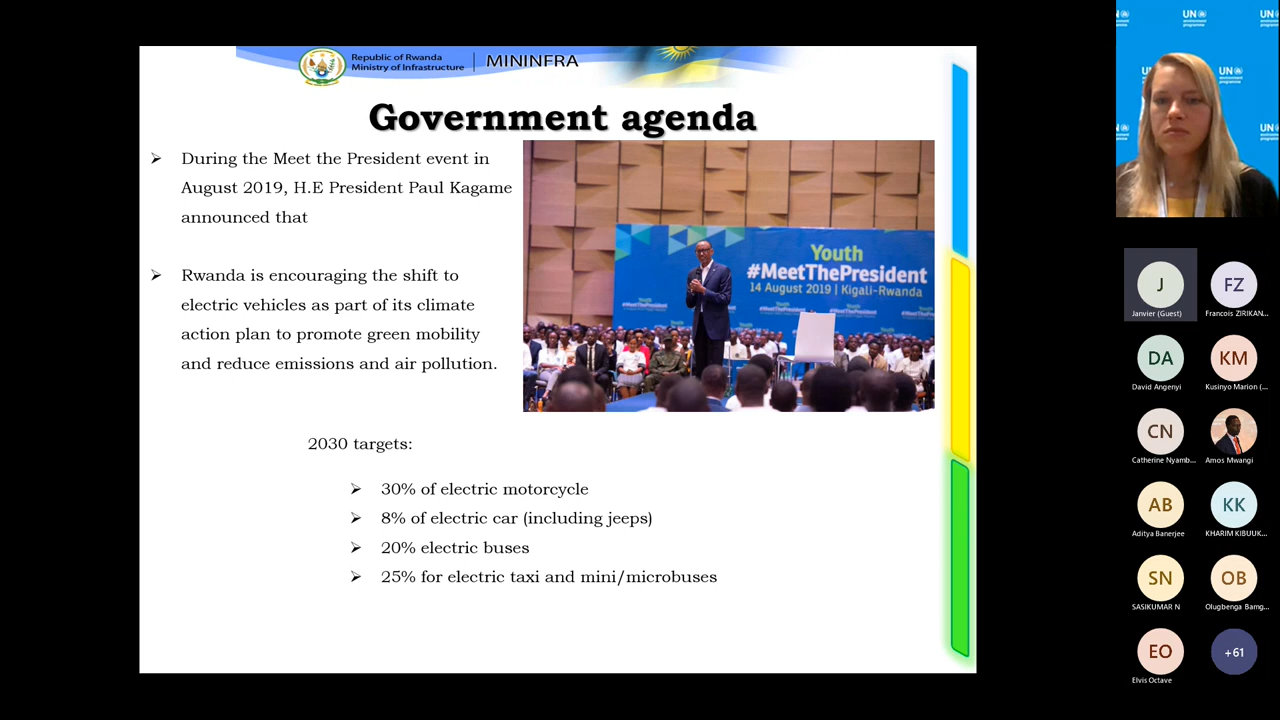 Republic of Rwanda
Ministry of Infrastructure
MININFRA
Government agenda
During the Meet the President event in
August 2019, H.E President Paul Kagame
announced that
Rwanda is encouraging the shift to
electric vehicles as part of its climate
action plan to promote green mobility
and reduce emissions and air pollution.
Youth
#MeetThePresident
14 August 2019 | Kigali-Rwanda
2030 targets:
30% of electric motorcycle
8% of electric car (including jeeps)
20% electric buses
25% for electric taxi and mini/microbuses
UN
environment
programme
J
Janvier (Guest)
FZ
Francois ZIRIKAN...
DA
David Angenyi
KM
Kusinyo Marion (...
CN
Catherine Nyamb...
Amos Mwangi
AB
Aditya Banerjee
KK
KHARIM KIBUUK...
SN
SASIKUMAR N
OB
Olugbenga Bamg...
EO
Elvis Octave
+61